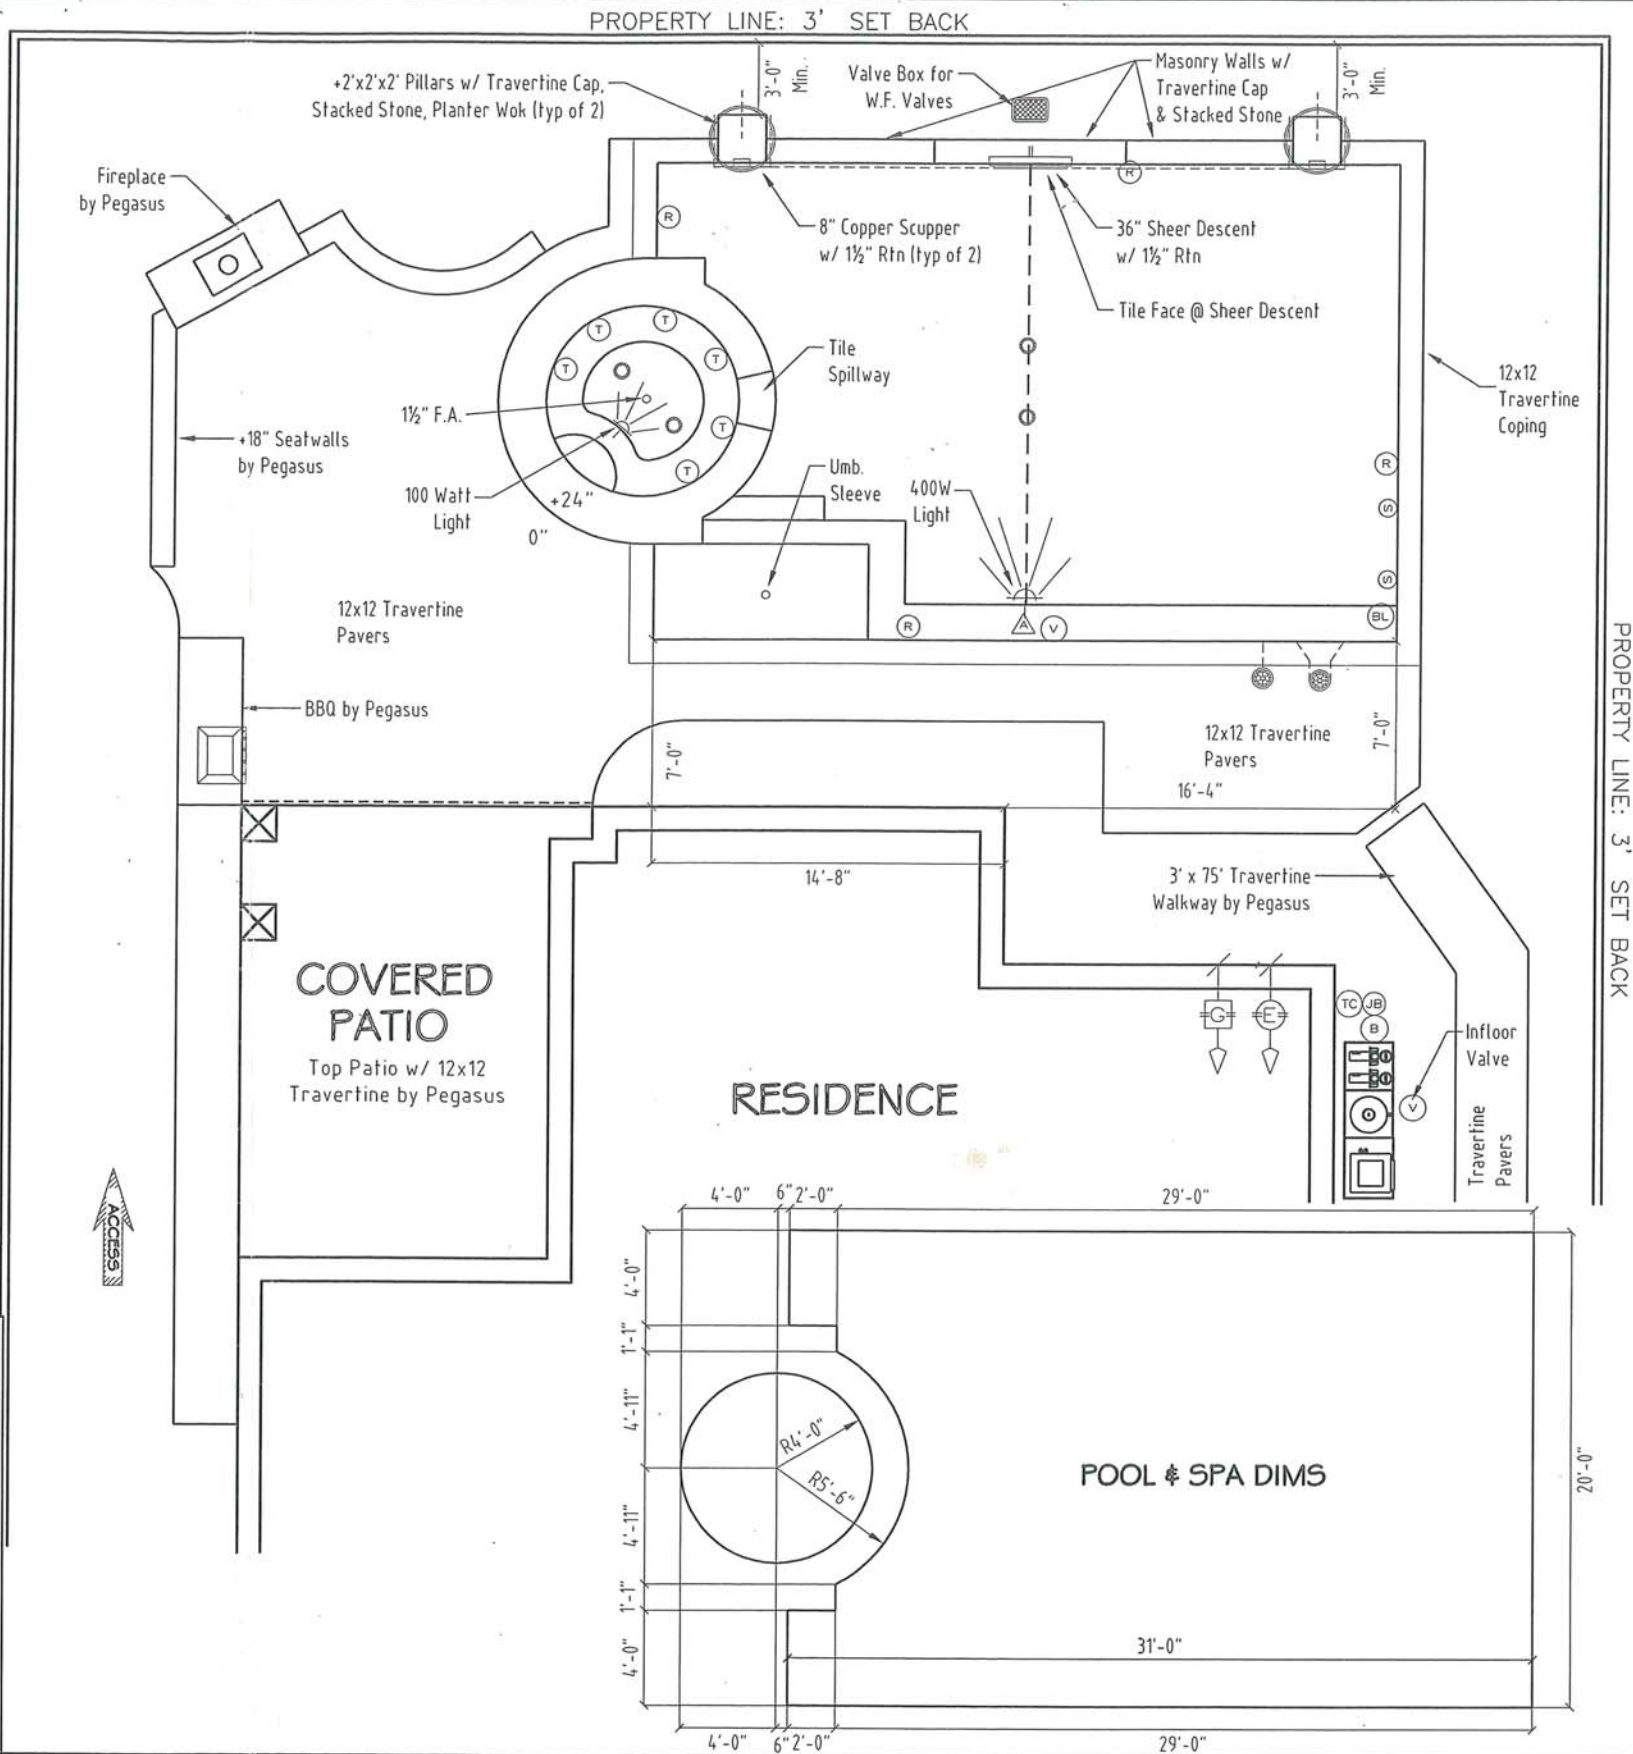 PROPERTY LINE: 3' SET BACK
+2'x2'x2' Pillars w/ Travertine Cap,
Stacked Stone, Planter Wok (typ of 2)
3'-0"
Min.
Valve Box for
W.F. Valves
Masonry Walls w/
Travertine Cap
& Stacked Stone
3'-0"
Min.
Fireplace
by Pegasus
R
R
8" Copper Scupper
w/ 1½" Rtn (typ of 2)
36" Sheer Descent
w/ 1½" Rtn
Tile Face @ Sheer Descent
T
T
T
T
T
T
Tile
Spillway
12x12
Travertine
Coping
1½" F.A.
+18" Seatwalls
by Pegasus
100 Watt
Light
+24"
0"
Umb.
Sleeve
400W
Light
R
S
S
BL
12x12 Travertine
Pavers
R
A
V
PROPERTY LINE: 3' SET BACK
BBQ by Pegasus
7'-0"
12x12 Travertine
Pavers
7'-0"
16'-4"
14'-8"
3' x 75' Travertine
Walkway by Pegasus
COVERED
PATIO
Top Patio w/ 12x12
Travertine by Pegasus
RESIDENCE
G
E
TC
JB
B
Infloor
Valve
V
Travertine
Pavers
ACCESS
4'-0"
6"
2'-0"
29'-0"
4'-0"
1'-1"
4'-11"
4'-11"
1'-1"
4'-0"
R4'-0"
R5'-6"
POOL & SPA DIMS
20'-0"
31'-0"
4'-0"
6"
2'-0"
29'-0"